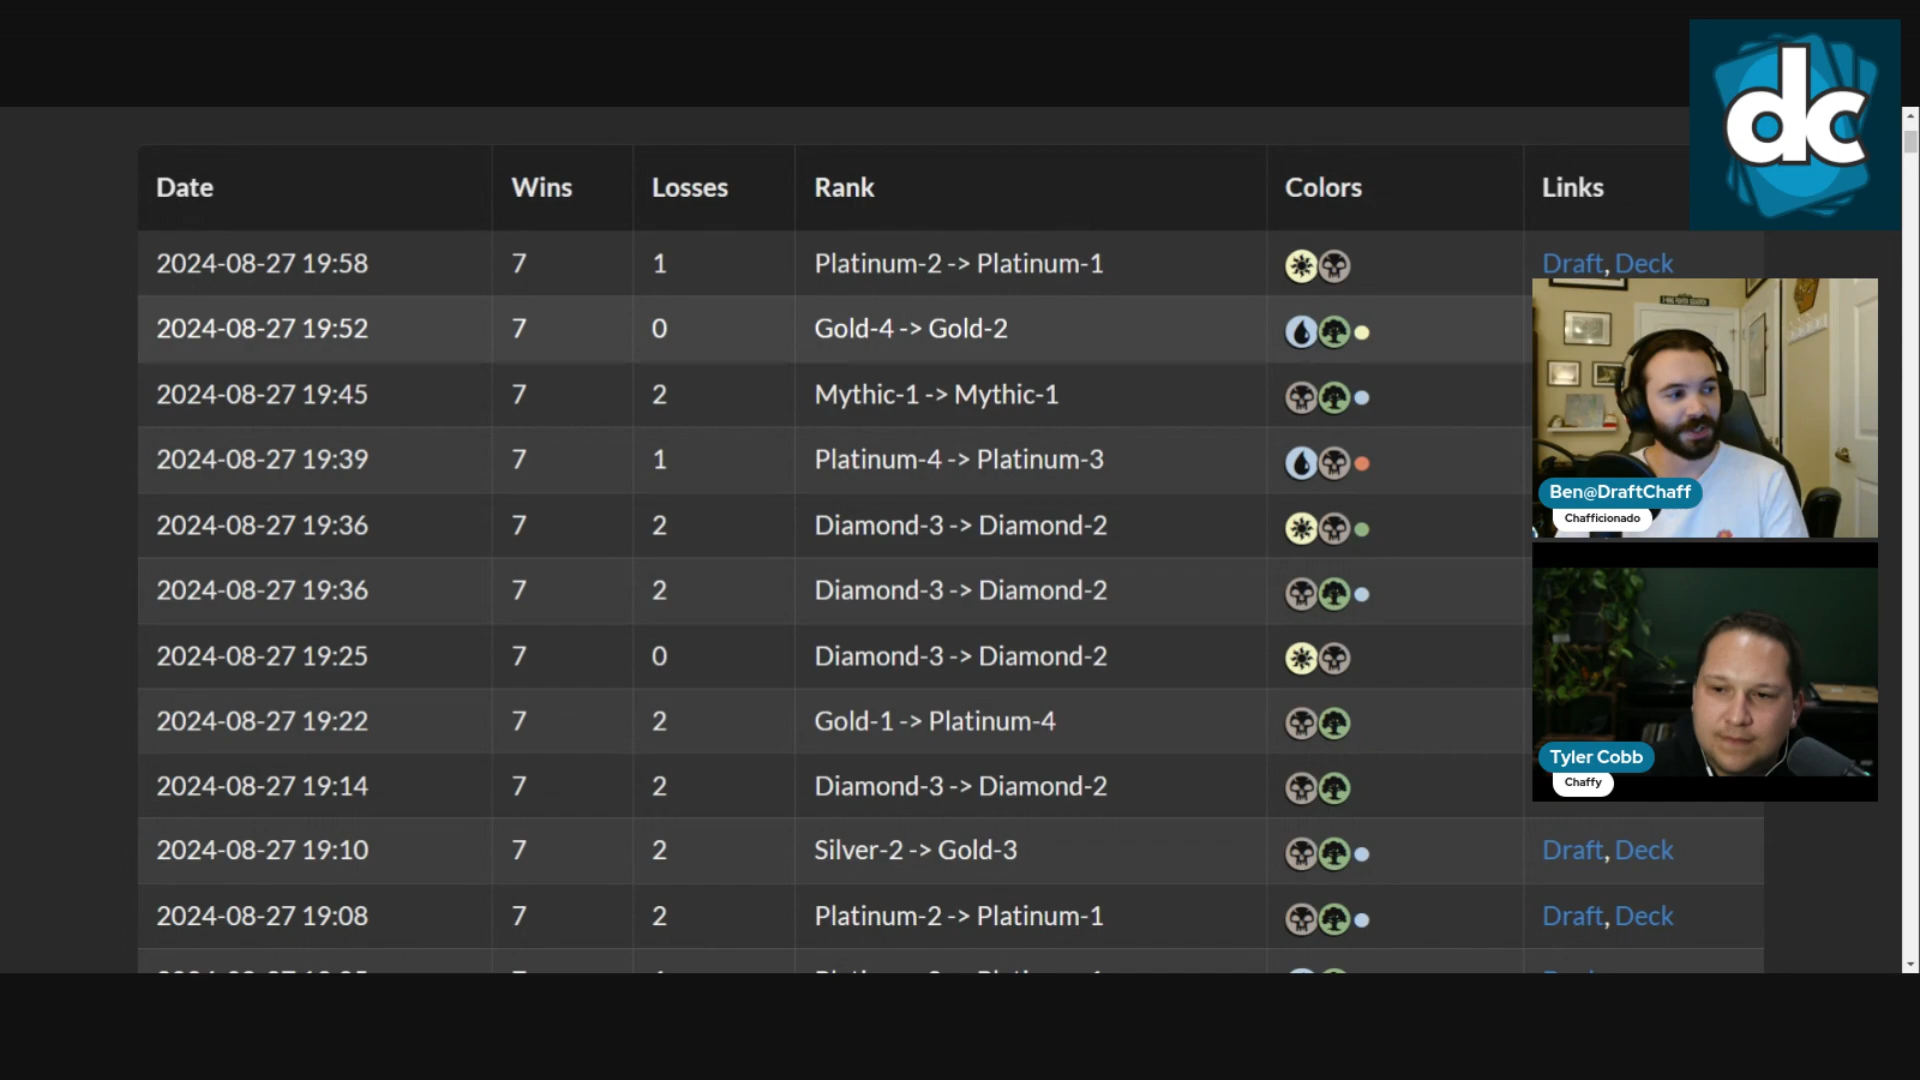 dc
Date Wins Losses Rank Colors Links
2024-08-27 19:58 7 1 Platinum-2 -> Platinum-1 Draft, Deck
2024-08-27 19:52 7 0 Gold-4 -> Gold-2
2024-08-27 19:45 7 2 Mythic-1 -> Mythic-1
2024-08-27 19:39 7 1 Platinum-4 -> Platinum-3
2024-08-27 19:36 7 2 Diamond-3 -> Diamond-2
2024-08-27 19:36 7 2 Diamond-3 -> Diamond-2
2024-08-27 19:25 7 0 Diamond-3 -> Diamond-2
2024-08-27 19:22 7 2 Gold-1 -> Platinum-4
2024-08-27 19:14 7 2 Diamond-3 -> Diamond-2
2024-08-27 19:10 7 2 Silver-2 -> Gold-3 Draft, Deck
2024-08-27 19:08 7 2 Platinum-2 -> Platinum-1 Draft, Deck
Ben@DraftChaff
Chafficionado
Tyler Cobb
Chaffy